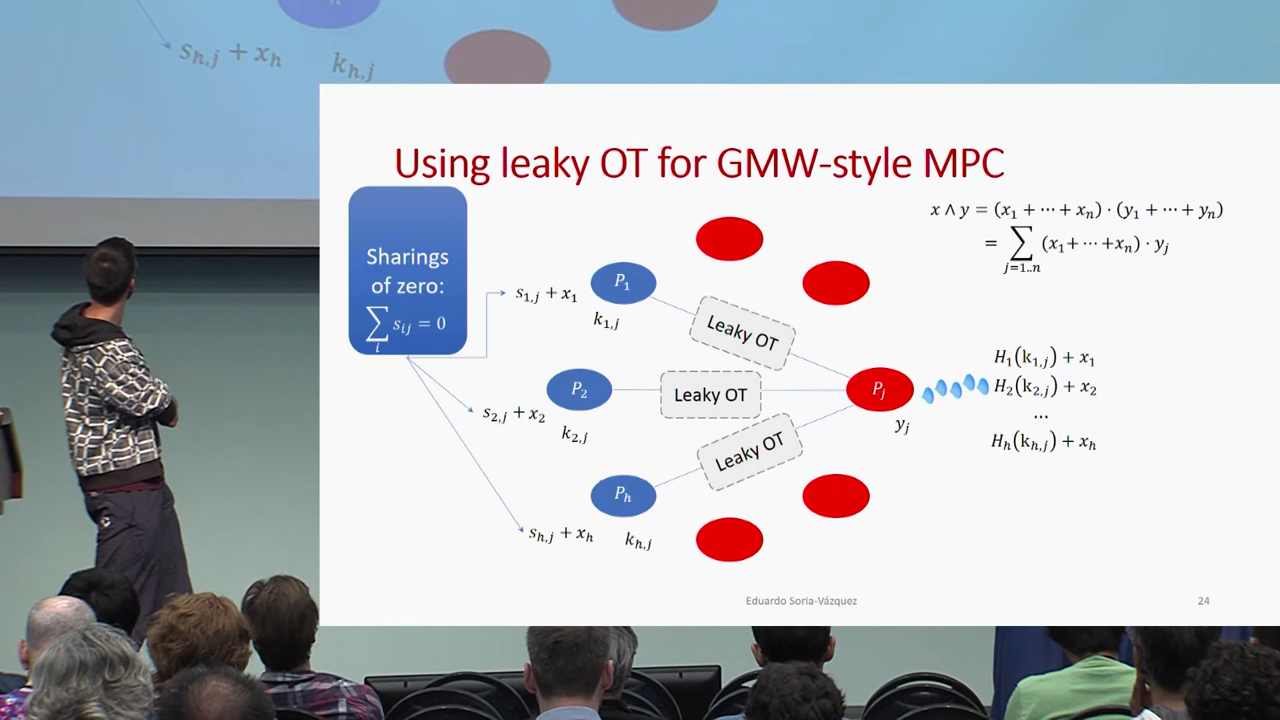 s_{h,j} + x_h
k_{h,j}
Using leaky OT for GMW-style MPC
x ∧ y = (x_1 + ⋯ + x_n) · (y_1 + ⋯ + y_n)
= ∑_{j=1..n} (x_1+ ⋯ +x_n) · y_j
Sharings
of zero:
∑_i s_{ij} = 0
s_{1,j} + x_1
P_1
k_{1,j}
Leaky OT
P_2
s_{2,j} + x_2
k_{2,j}
Leaky OT
P_j
y_j
Leaky OT
P_h
s_{h,j} + x_h
k_{h,j}
H_1(k_{1,j}) + x_1
H_2(k_{2,j}) + x_2
...
H_h(k_{h,j}) + x_h
Eduardo Soria-Vázquez
24